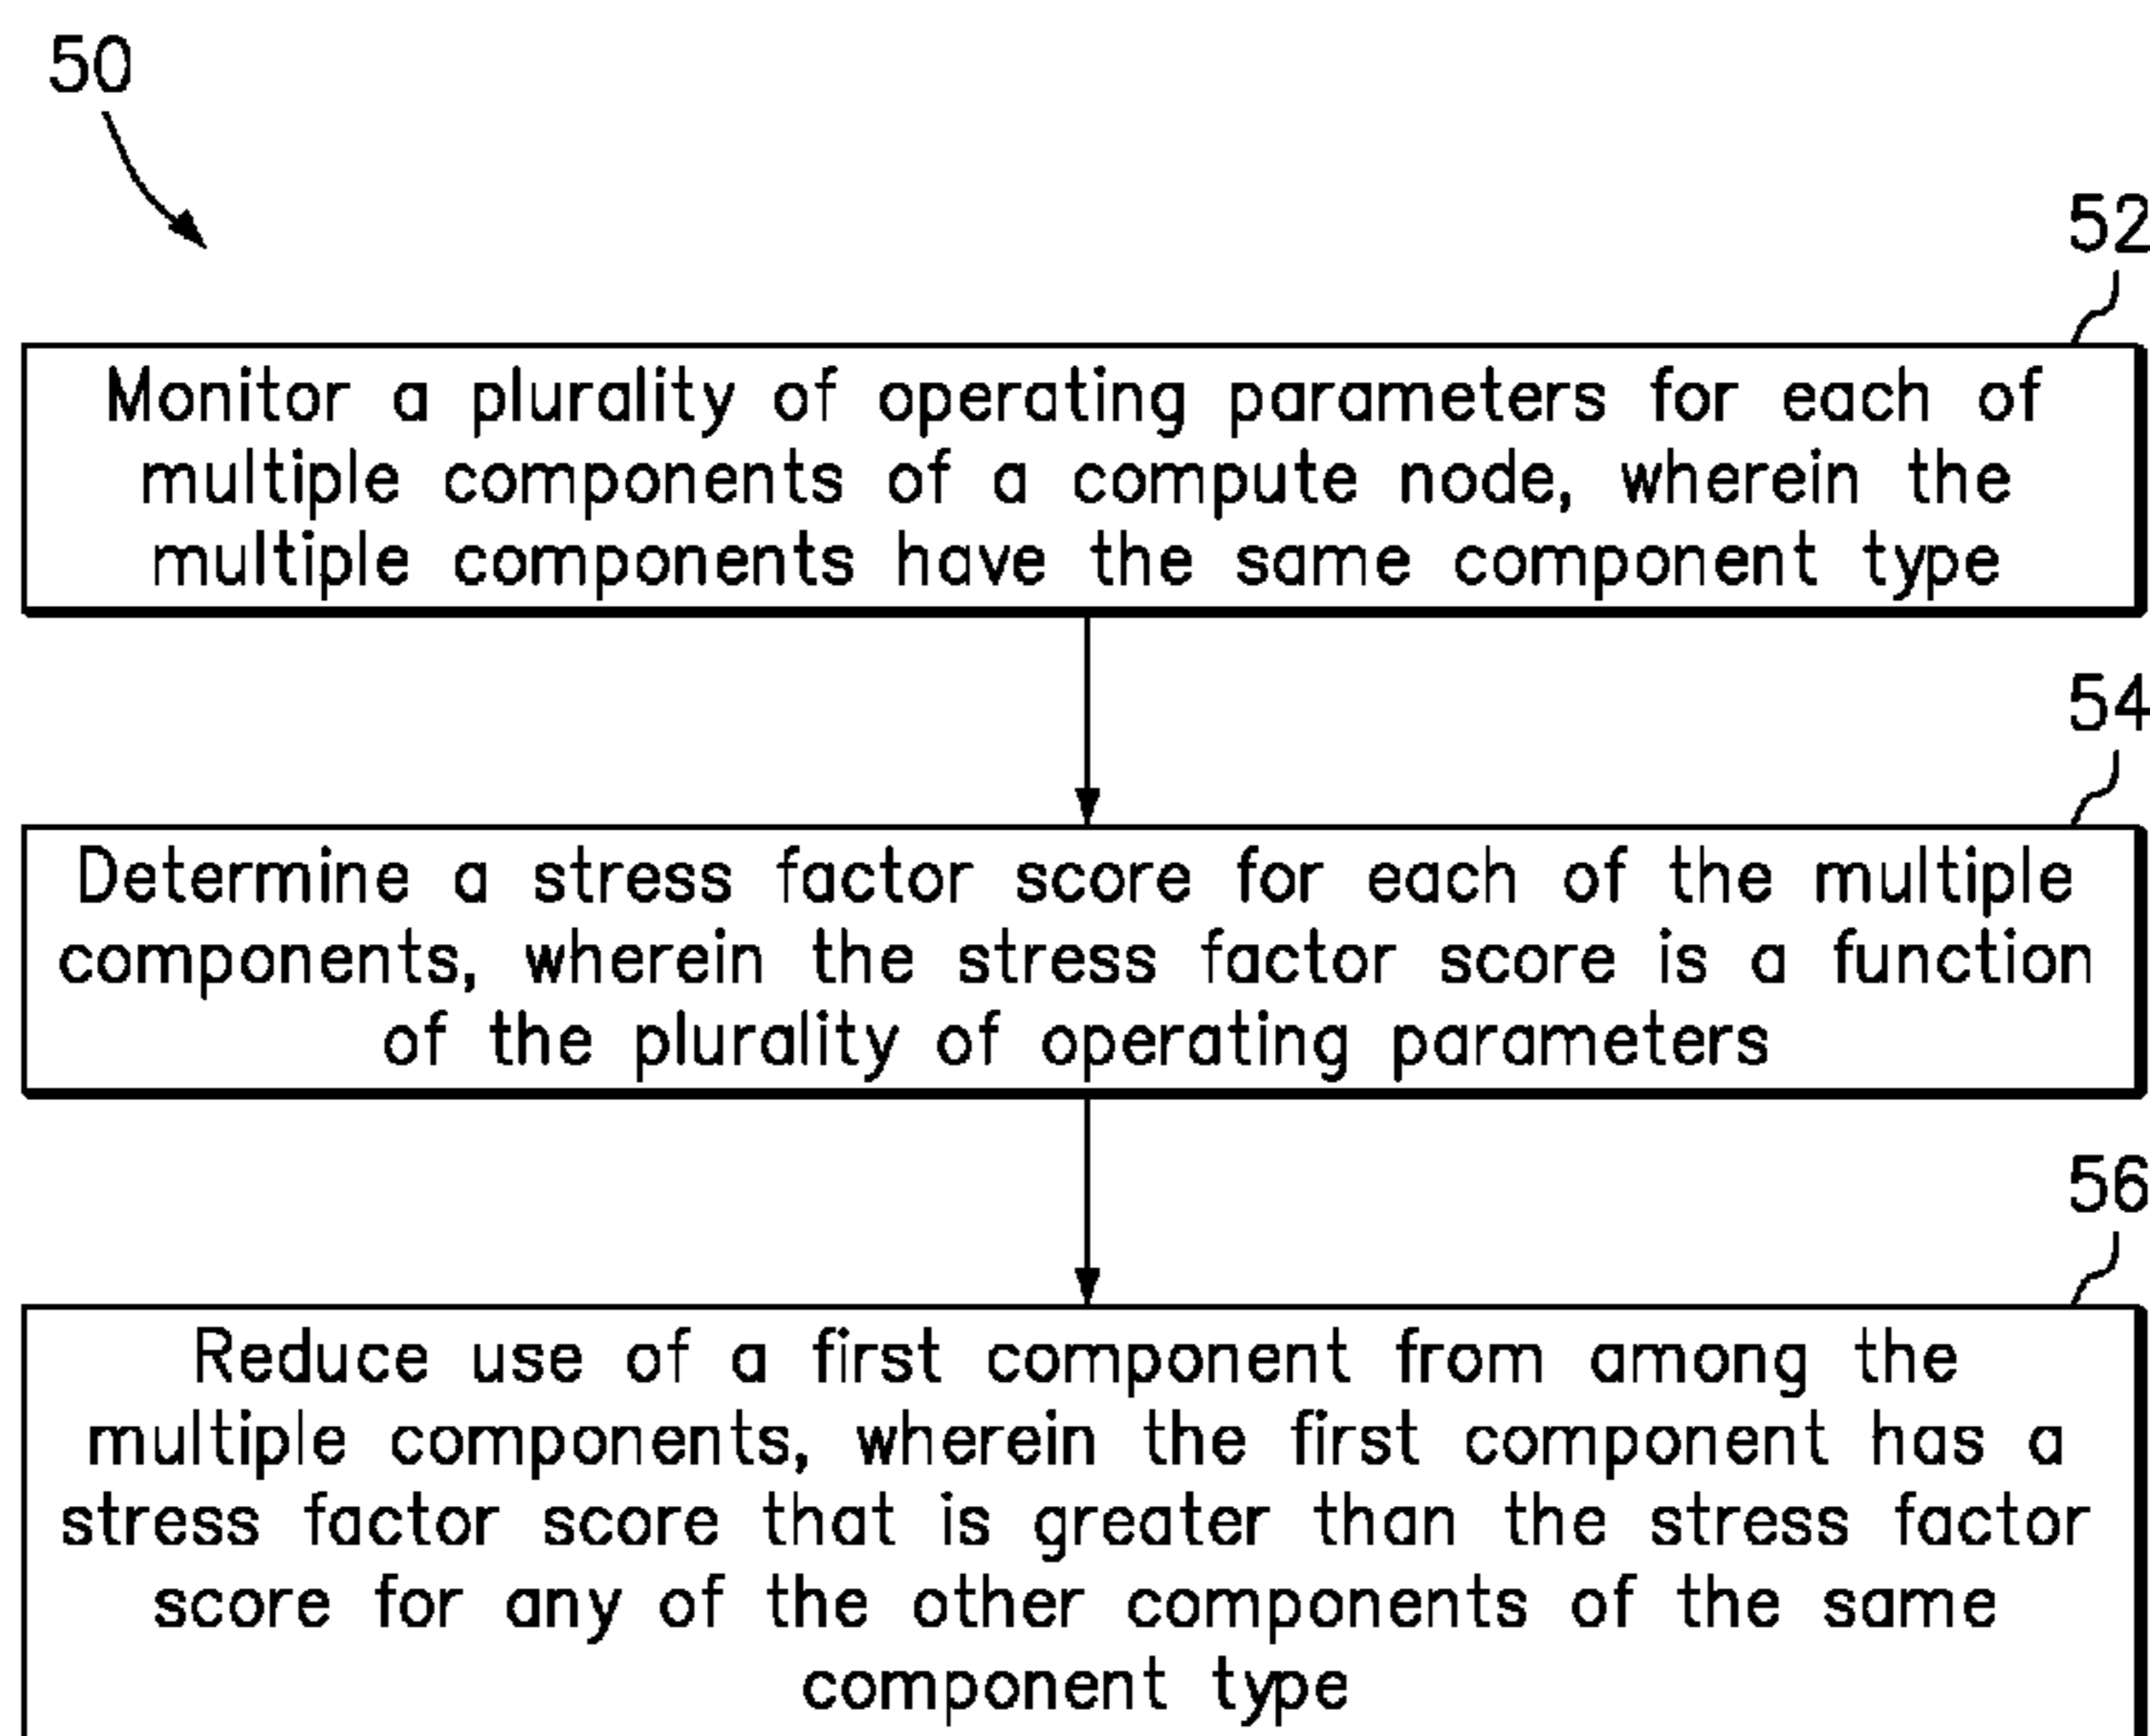 50
52
Monitor a plurality of operating parameters for each of
multiple components of a compute node, wherein the
multiple components have the same component type
54
Determine a stress factor score for each of the multiple
components, wherein the stress factor score is a function
of the plurality of operating parameters
56
Reduce use of a first component from among the
multiple components, wherein the first component has a
stress factor score that is greater than the stress factor
score for any of the other components of the same
component type